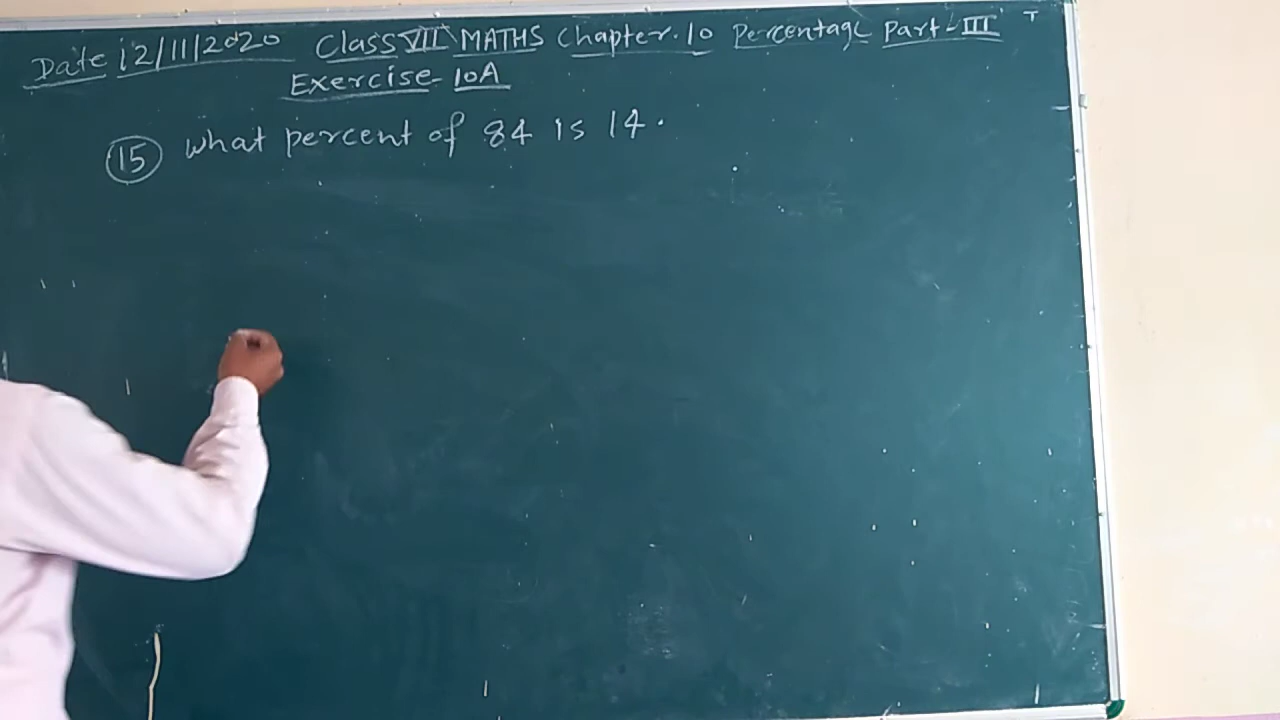 Date 12/11/2020 Class VII MATHS Chapter.10 Percentage Part-III
Exercise-10A
15 What percent of 84 is 14.